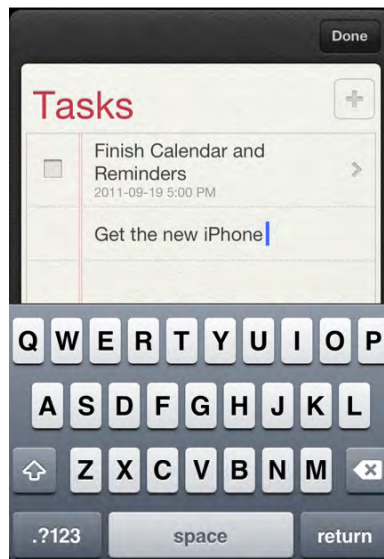 Done
Tasks
Finish Calendar and
Reminders
2011-09-19 5:00 PM
Get the new iPhone
Q W E R T Y U I O P
A S D F G H J K L
Z X C V B N M
.?123 space return